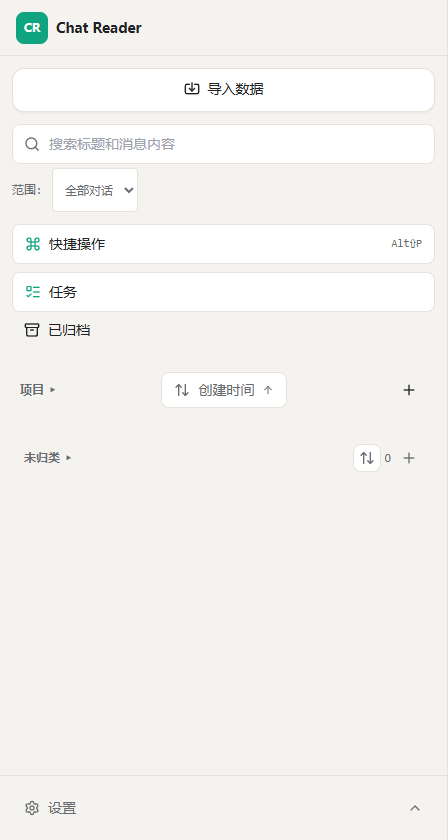 CR Chat Reader
导入数据
搜索标题和消息内容
范围: 全部对话
快捷操作 Alt⇧P
任务
已归档
项目 ▸ 创建时间 ↑ +
未归类 ▸ 0 +
设置